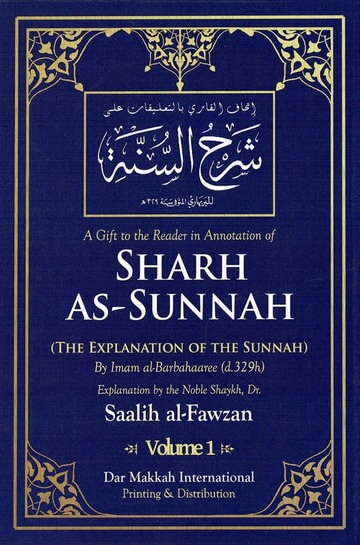 إتحاف القاري بالتعليقات على
شرح السنة
للبربهاري المتوفى سنة ٣٢٩ هـ
A Gift to the Reader in Annotation of
SHARH
AS-SUNNAH
(THE EXPLANATION OF THE SUNNAH)
By Imam al-Barbahaaree (d.329h)
Explanation by the Noble Shaykh, Dr.
Saalih al-Fawzan
Volume 1
Dar Makkah International
Printing & Distribution